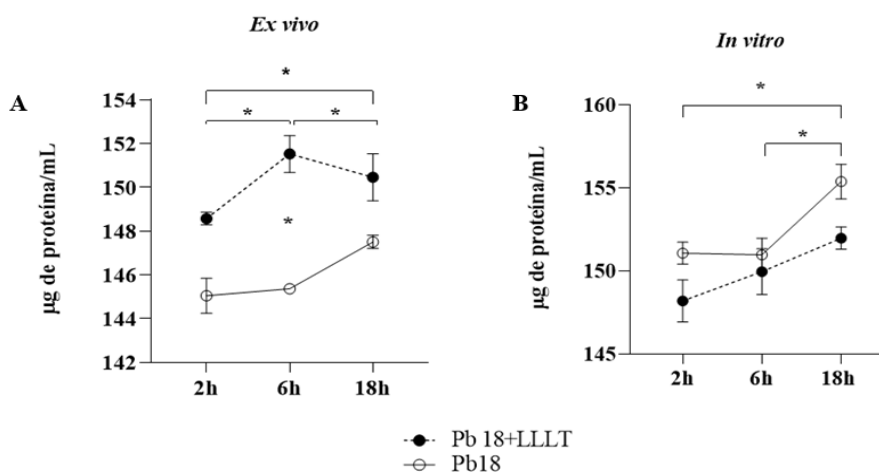 Ex vivo
A
µg de proteína/mL
154
152
150
148
146
144
142
*
*
*
*
2h
6h
18h
In vitro
B
µg de proteína/mL
160
155
150
145
*
*
2h
6h
18h
Pb 18+LLLT
Pb18